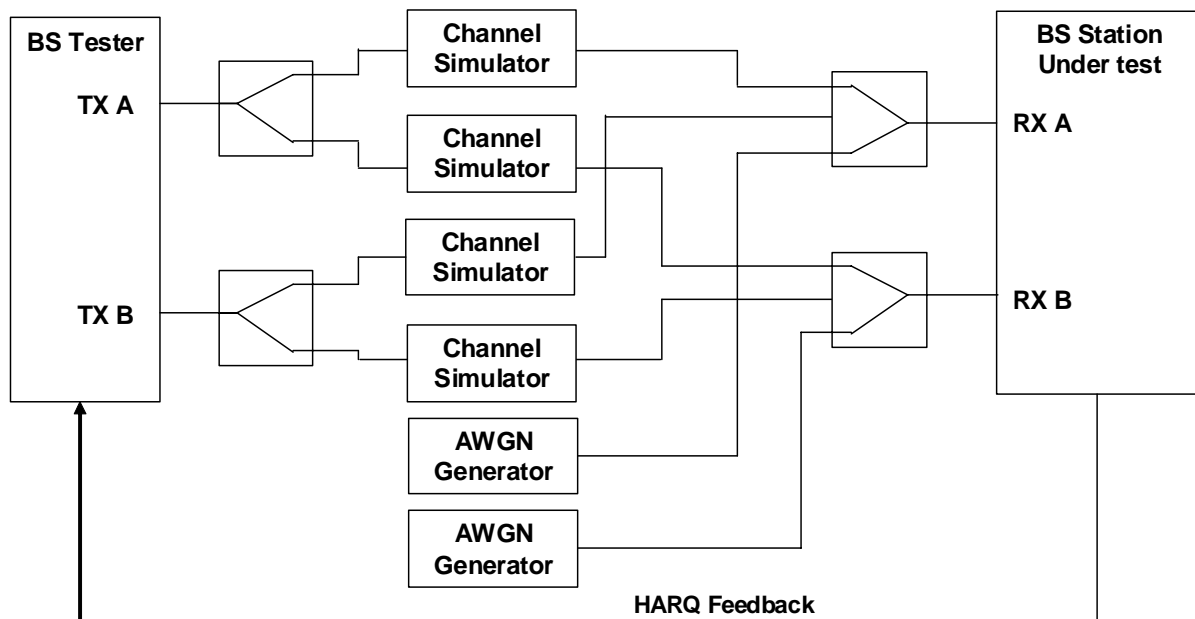 BS Tester
TX A
TX B
Channel
Simulator
Channel
Simulator
Channel
Simulator
Channel
Simulator
AWGN
Generator
AWGN
Generator
BS Station
Under test
RX A
RX B
HARQ Feedback